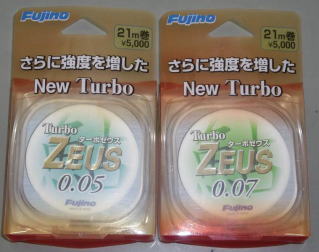 Fujino
21m巻
¥5,000
さらに強度を増した
New Turbo
Turbo
ターボゼウス
ZEUS
0.05
Fujino
Fujino
21m巻
¥5,000
さらに強度を増した
New Turbo
Turbo
ターボゼウス
ZEUS
0.07
Fujino